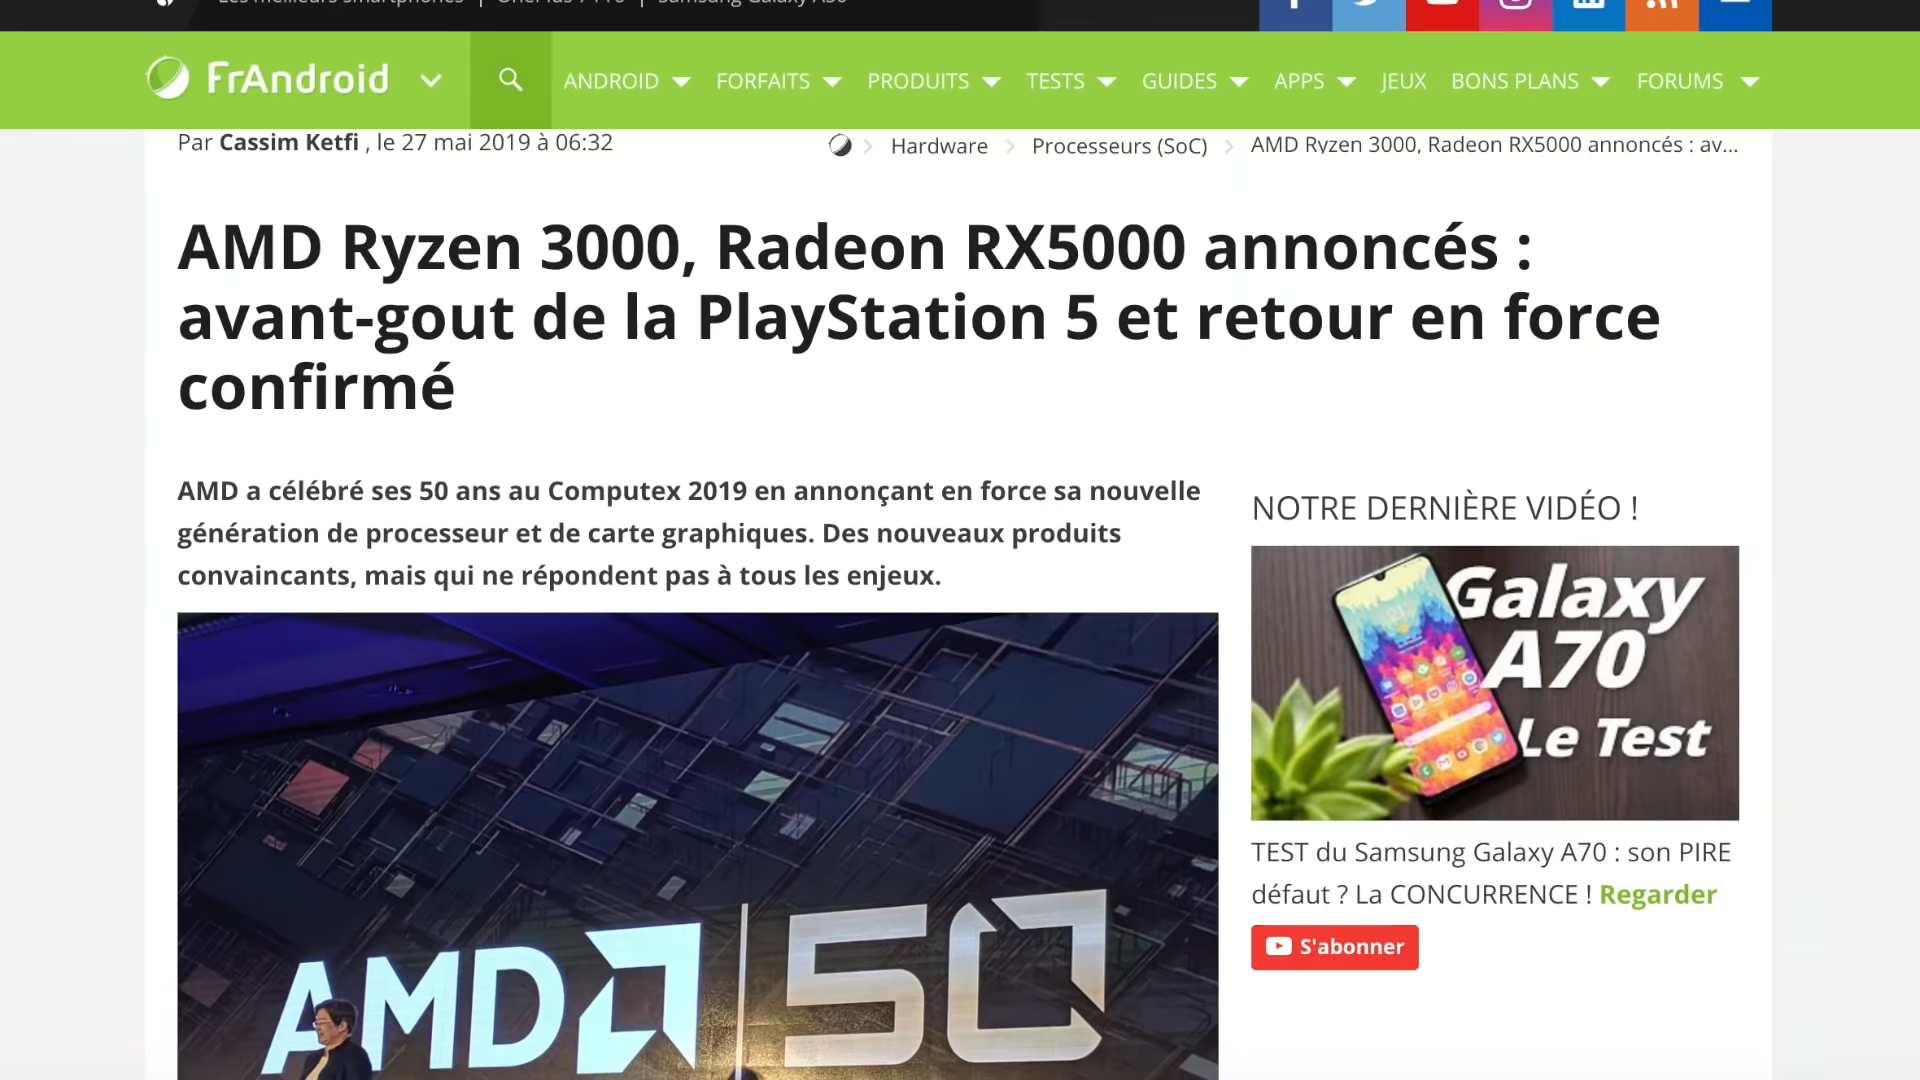 FrAndroid
ANDROID
FORFAITS
PRODUITS
TESTS
GUIDES
APPS
JEUX
BONS PLANS
FORUMS
Par Cassim Ketfi , le 27 mai 2019 à 06:32
Hardware
Processeurs (SoC)
AMD Ryzen 3000, Radeon RX5000 annoncés : av...
AMD Ryzen 3000, Radeon RX5000 annoncés :
avant-gout de la PlayStation 5 et retour en force
confirmé
AMD a célébré ses 50 ans au Computex 2019 en annonçant en force sa nouvelle
génération de processeur et de carte graphiques. Des nouveaux produits
convaincants, mais qui ne répondent pas à tous les enjeux.
AMD 50
NOTRE DERNIÈRE VIDÉO !
Galaxy
A70
Le Test
TEST du Samsung Galaxy A70 : son PIRE
défaut ? La CONCURRENCE ! Regarder
S'abonner